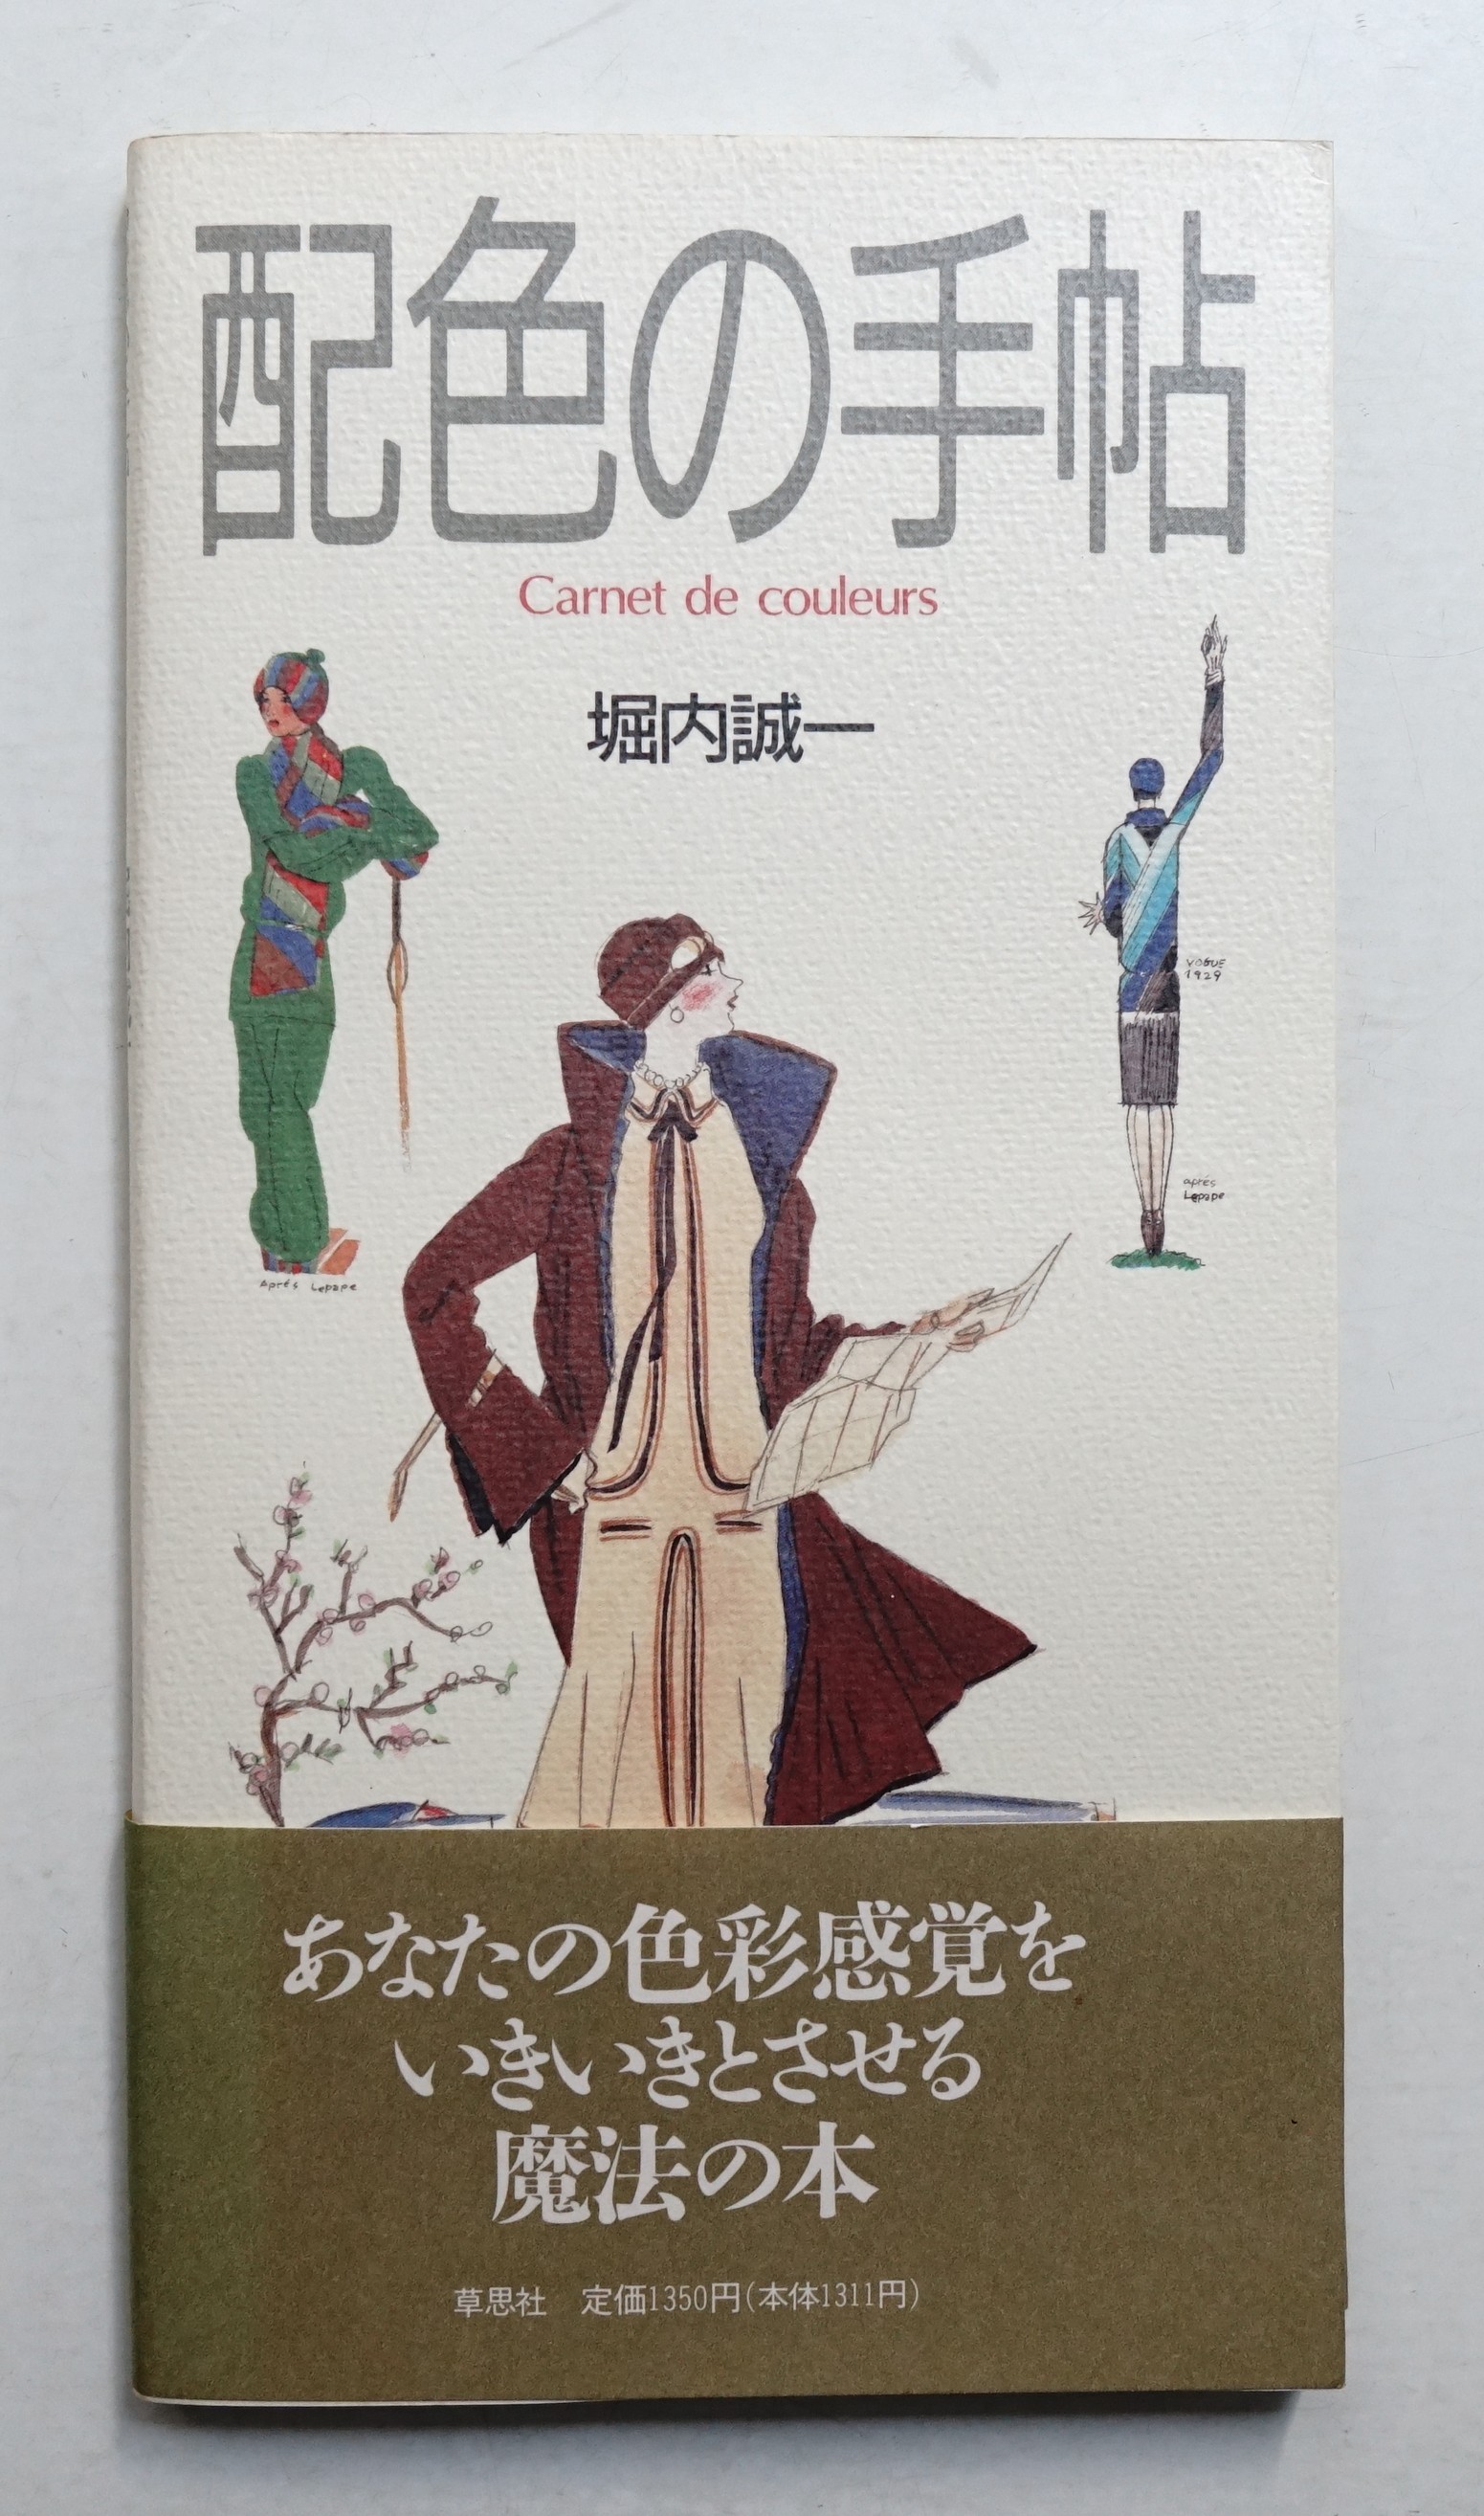 配色の手帖
Carnet de couleurs
堀内誠一
VOGUE
1929
après
Lepape
Après Lepape
あなたの色彩感覚を
いきいきとさせる
魔法の本
草思社 定価1350円(本体1311円)